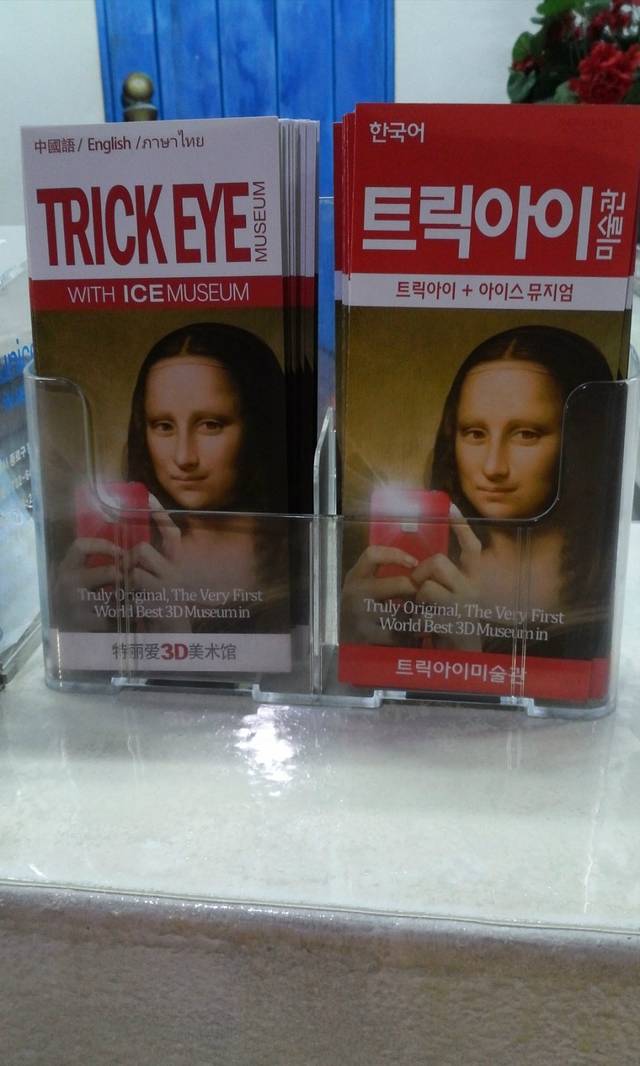 中國語 / English / ภาษาไทย
TRICK EYE MUSEUM
WITH ICE MUSEUM
Truly Original, The Very First
World Best 3D Museum in
特丽爱3D美术馆
한국어
트릭아이 미술관
트릭아이 + 아이스 뮤지엄
Truly Original, The Very First
World Best 3D Museum in
트릭아이미술관